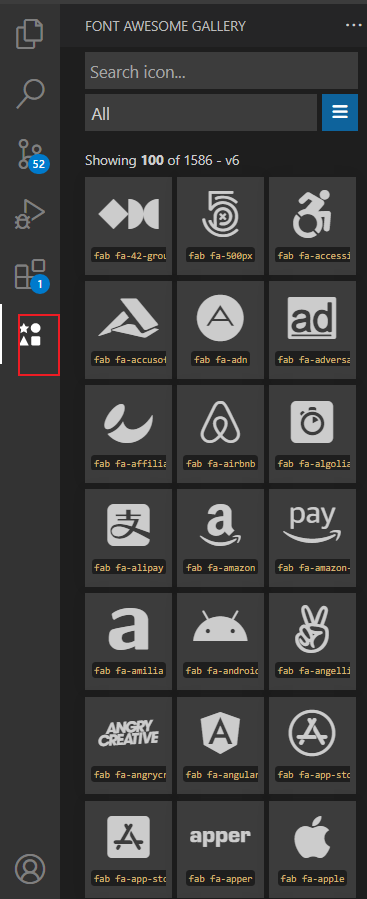 FONT AWESOME GALLERY ...
Search icon...
All
Showing 100 of 1586 - v6
52
1
5
fab fa-42-grou
fab fa-500px
fab fa-accessi
A
ad
fab fa-accusof
fab fa-adn
fab fa-adversa
fab fa-affilia
fab fa-airbnb
fab fa-algolia
支
a
pay
fab fa-alipay
fab fa-amazon
fab fa-amazon-
a
fab fa-amilia
fab fa-android
fab fa-angelli
ANGRY
CREATIVE
A
fab fa-angrycr
fab fa-angular
fab fa-app-sto
apper
fab fa-app-sto
fab fa-apper
fab fa-apple